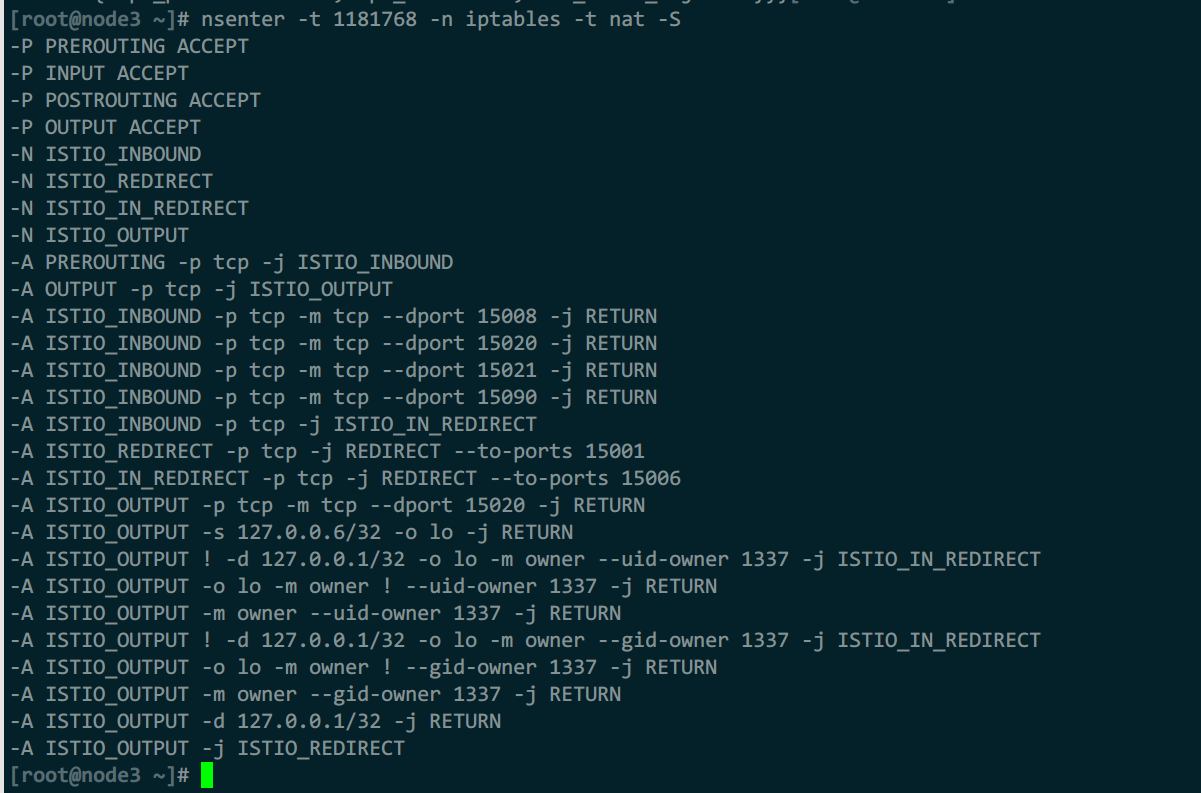 [root@node3 ~]# nsenter -t 1181768 -n iptables -t nat -S
-P PREROUTING ACCEPT
-P INPUT ACCEPT
-P POSTROUTING ACCEPT
-P OUTPUT ACCEPT
-N ISTIO_INBOUND
-N ISTIO_REDIRECT
-N ISTIO_IN_REDIRECT
-N ISTIO_OUTPUT
-A PREROUTING -p tcp -j ISTIO_INBOUND
-A OUTPUT -p tcp -j ISTIO_OUTPUT
-A ISTIO_INBOUND -p tcp -m tcp --dport 15008 -j RETURN
-A ISTIO_INBOUND -p tcp -m tcp --dport 15020 -j RETURN
-A ISTIO_INBOUND -p tcp -m tcp --dport 15021 -j RETURN
-A ISTIO_INBOUND -p tcp -m tcp --dport 15090 -j RETURN
-A ISTIO_INBOUND -p tcp -j ISTIO_IN_REDIRECT
-A ISTIO_REDIRECT -p tcp -j REDIRECT --to-ports 15001
-A ISTIO_IN_REDIRECT -p tcp -j REDIRECT --to-ports 15006
-A ISTIO_OUTPUT -p tcp -m tcp --dport 15020 -j RETURN
-A ISTIO_OUTPUT -s 127.0.0.6/32 -o lo -j RETURN
-A ISTIO_OUTPUT ! -d 127.0.0.1/32 -o lo -m owner --uid-owner 1337 -j ISTIO_IN_REDIRECT
-A ISTIO_OUTPUT -o lo -m owner ! --uid-owner 1337 -j RETURN
-A ISTIO_OUTPUT -m owner --uid-owner 1337 -j RETURN
-A ISTIO_OUTPUT ! -d 127.0.0.1/32 -o lo -m owner --gid-owner 1337 -j ISTIO_IN_REDIRECT
-A ISTIO_OUTPUT -o lo -m owner ! --gid-owner 1337 -j RETURN
-A ISTIO_OUTPUT -m owner --gid-owner 1337 -j RETURN
-A ISTIO_OUTPUT -d 127.0.0.1/32 -j RETURN
-A ISTIO_OUTPUT -j ISTIO_REDIRECT
[root@node3 ~]#